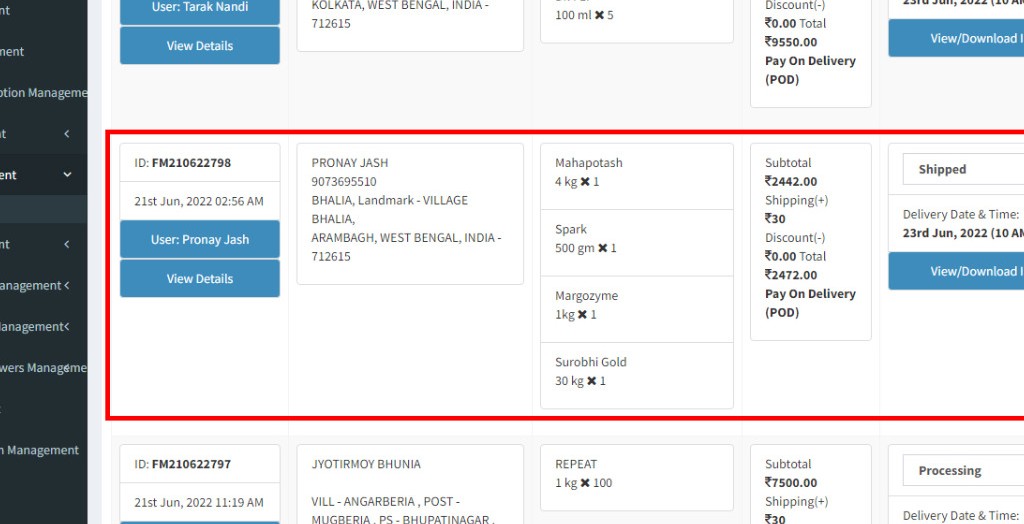 nt
ment
ption Manageme
nt
ent
nt
anagement
Management
wers Manageme
n Management
User: Tarak Nandi
View Details
KOLKATA, WEST BENGAL, INDIA -
712615
100 ml ✖ 5
Discount(-)
₹0.00 Total
₹9550.00
Pay On Delivery
(POD)
23rd Jun, 2022 (10 AM
View/Download I
ID: FM210622798
21st Jun, 2022 02:56 AM
User: Pronay Jash
View Details
PRONAY JASH
9073695510
BHALIA, Landmark - VILLAGE
BHALIA,
ARAMBAGH, WEST BENGAL, INDIA -
712615
Mahapotash
4 kg ✖ 1
Spark
500 gm ✖ 1
Margozyme
1kg ✖ 1
Surobhi Gold
30 kg ✖ 1
Subtotal
₹2442.00
Shipping(+)
₹30
Discount(-)
₹0.00 Total
₹2472.00
Pay On Delivery
(POD)
Shipped
Delivery Date & Time:
23rd Jun, 2022 (10 AM
View/Download I
ID: FM210622797
21st Jun, 2022 11:19 AM
JYOTIRMOY BHUNIA
VILL - ANGARBERIA , POST -
MUGBERIA , PS - BHUPATINAGAR ,
REPEAT
1 kg ✖ 100
Subtotal
₹7500.00
Shipping(+)
₹30
Processing
Delivery Date & Time: